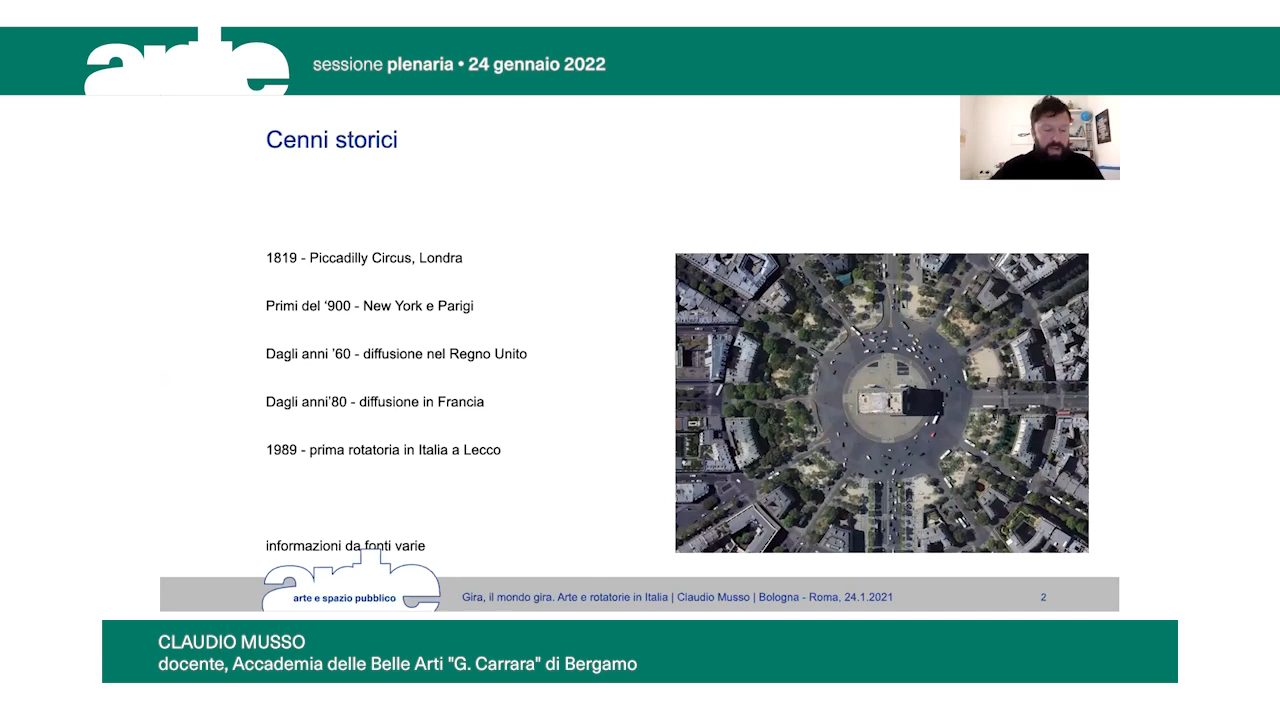 arte
sessione plenaria • 24 gennaio 2022
Cenni storici
1819 - Piccadilly Circus, Londra
Primi del ‘900 - New York e Parigi
Dagli anni ’60 - diffusione nel Regno Unito
Dagli anni’80 - diffusione in Francia
1989 - prima rotatoria in Italia a Lecco
informazioni da fonti varie
arte
arte e spazio pubblico
Gira, il mondo gira. Arte e rotatorie in Italia | Claudio Musso | Bologna - Roma, 24.1.2021
2
CLAUDIO MUSSO
docente, Accademia delle Belle Arti "G. Carrara" di Bergamo